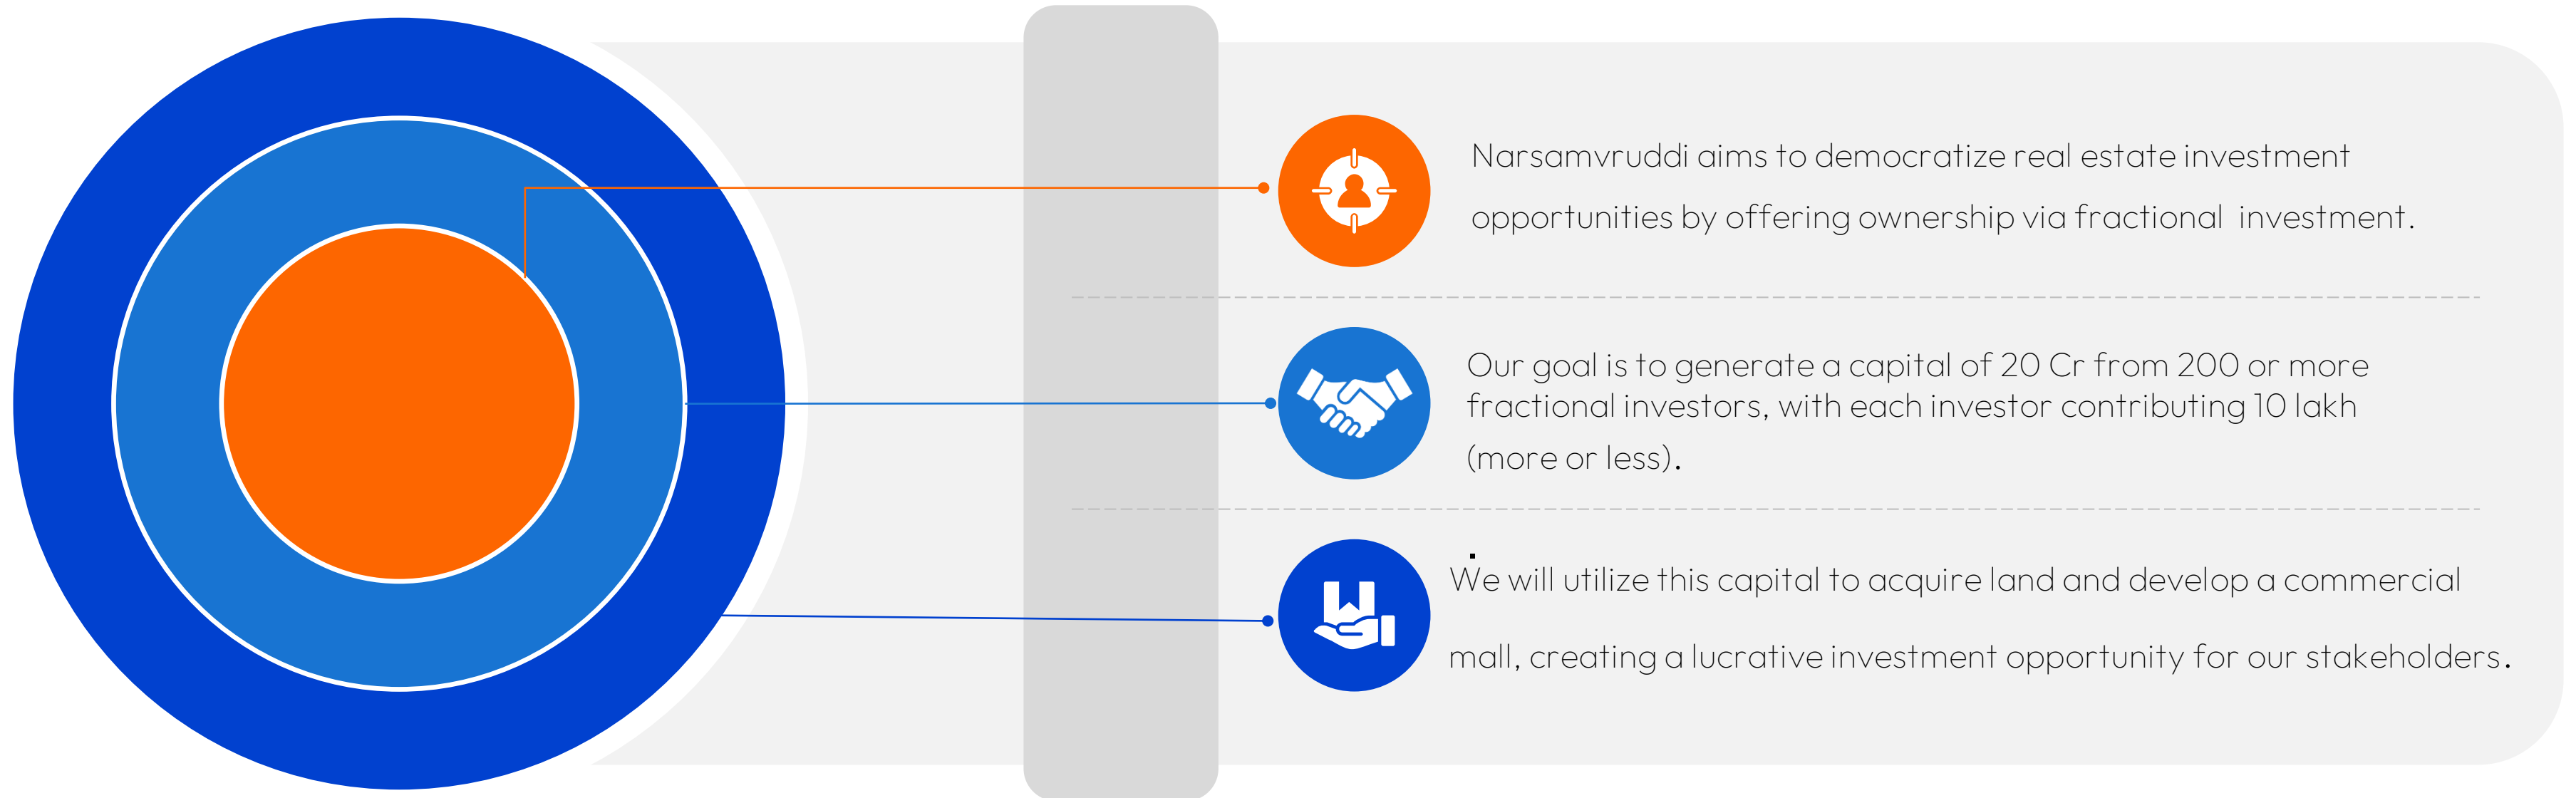 Narsamvruddi aims to democratize real estate investment
opportunities by offering ownership via fractional investment.
Our goal is to generate a capital of 20 Cr from 200 or more
fractional investors, with each investor contributing 10 lakh
(more or less).
We will utilize this capital to acquire land and develop a commercial
mall, creating a lucrative investment opportunity for our stakeholders.